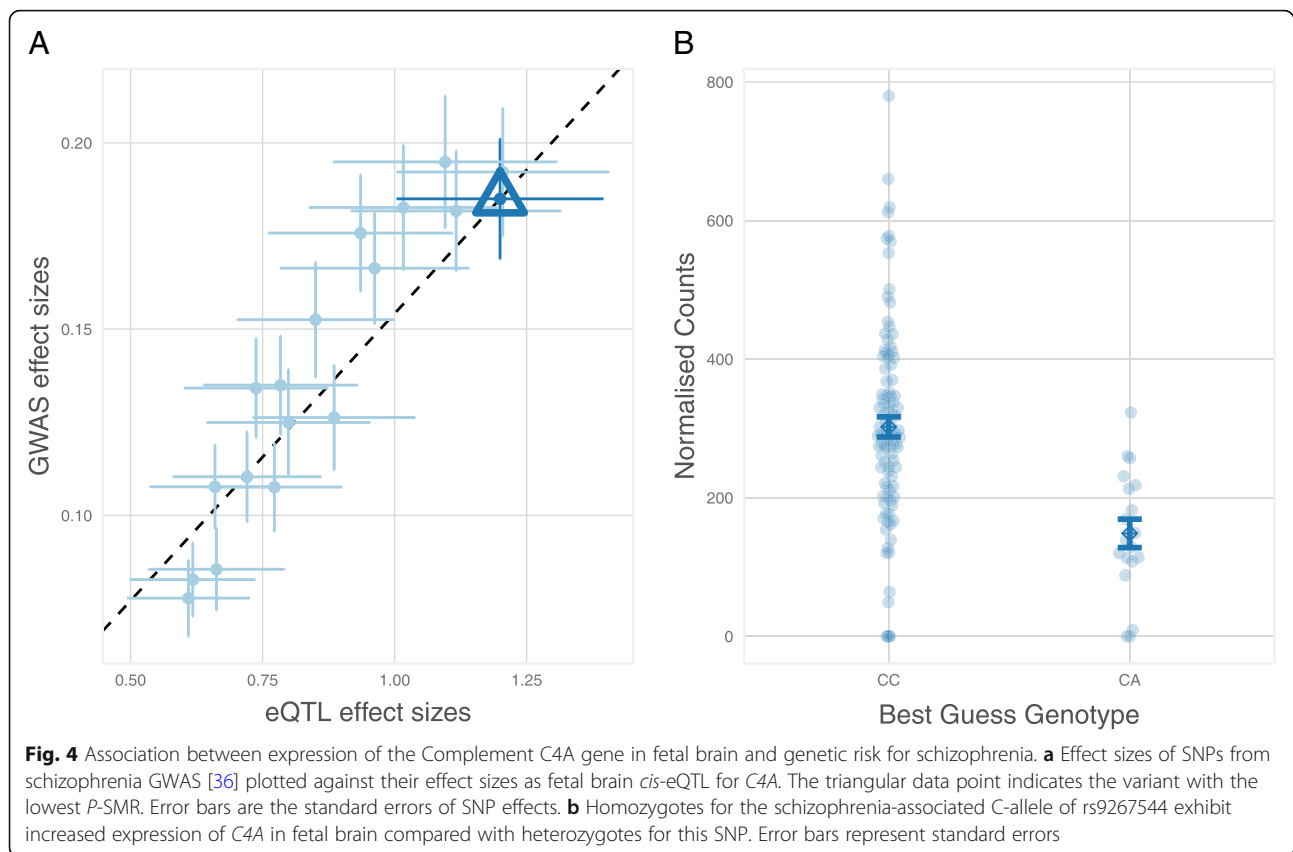 A
GWAS effect sizes
0.20
0.15
0.10
0.50 0.75 1.00 1.25
eQTL effect sizes
B
Normalised Counts
800
600
400
200
0
CC CA
Best Guess Genotype
Fig. 4 Association between expression of the Complement C4A gene in fetal brain and genetic risk for schizophrenia. a Effect sizes of SNPs from
schizophrenia GWAS [36] plotted against their effect sizes as fetal brain cis-eQTL for C4A. The triangular data point indicates the variant with the
lowest P-SMR. Error bars are the standard errors of SNP effects. b Homozygotes for the schizophrenia-associated C-allele of rs9267544 exhibit
increased expression of C4A in fetal brain compared with heterozygotes for this SNP. Error bars represent standard errors